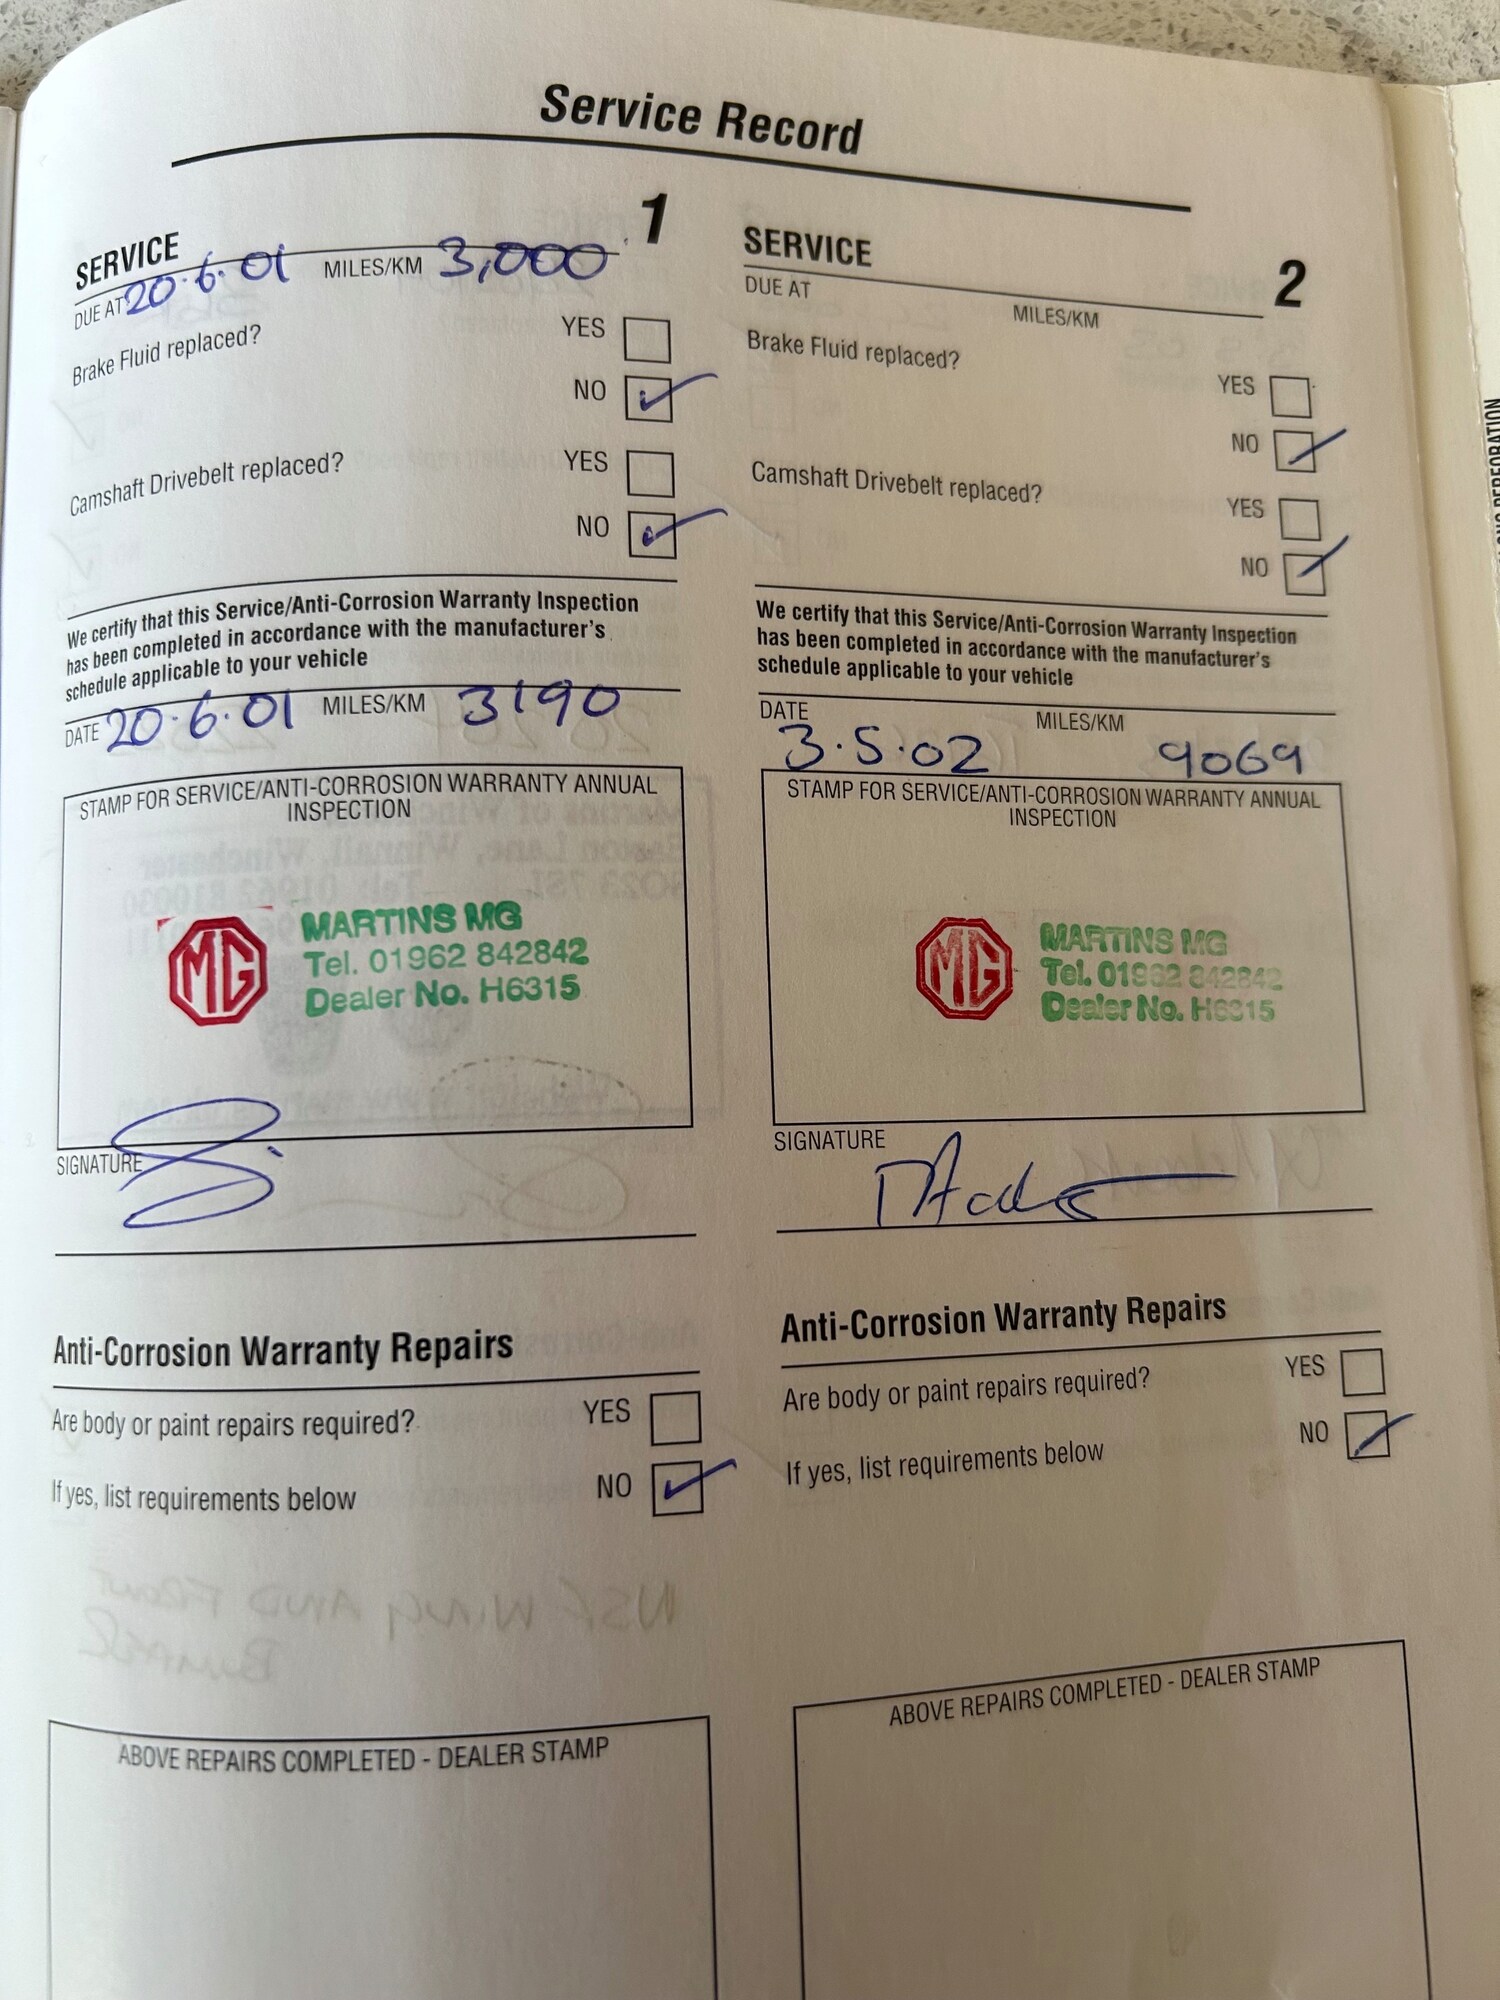 Service Record
SERVICE 1
DUE AT 20.6.01 MILES/KM 3,000
Brake Fluid replaced? YES
NO
Camshaft Drivebelt replaced? YES
NO
We certify that this Service/Anti-Corrosion Warranty Inspection
has been completed in accordance with the manufacturer's
schedule applicable to your vehicle
DATE 20.6.01 MILES/KM 3190
STAMP FOR SERVICE/ANTI-CORROSION WARRANTY ANNUAL
INSPECTION
MG
MARTINS MG
Tel. 01962 842842
Dealer No. H6315
SIGNATURE
Anti-Corrosion Warranty Repairs
Are body or paint repairs required? YES
If yes, list requirements below NO
ABOVE REPAIRS COMPLETED - DEALER STAMP
SERVICE 2
DUE AT MILES/KM
Brake Fluid replaced? YES
NO
Camshaft Drivebelt replaced? YES
NO
We certify that this Service/Anti-Corrosion Warranty Inspection
has been completed in accordance with the manufacturer's
schedule applicable to your vehicle
DATE MILES/KM
3.5.02 9069
STAMP FOR SERVICE/ANTI-CORROSION WARRANTY ANNUAL
INSPECTION
MG
MARTINS MG
Tel. 01962 842842
Dealer No. H6315
SIGNATURE
Anti-Corrosion Warranty Repairs
Are body or paint repairs required? YES
If yes, list requirements below NO
ABOVE REPAIRS COMPLETED - DEALER STAMP
PERFORATION